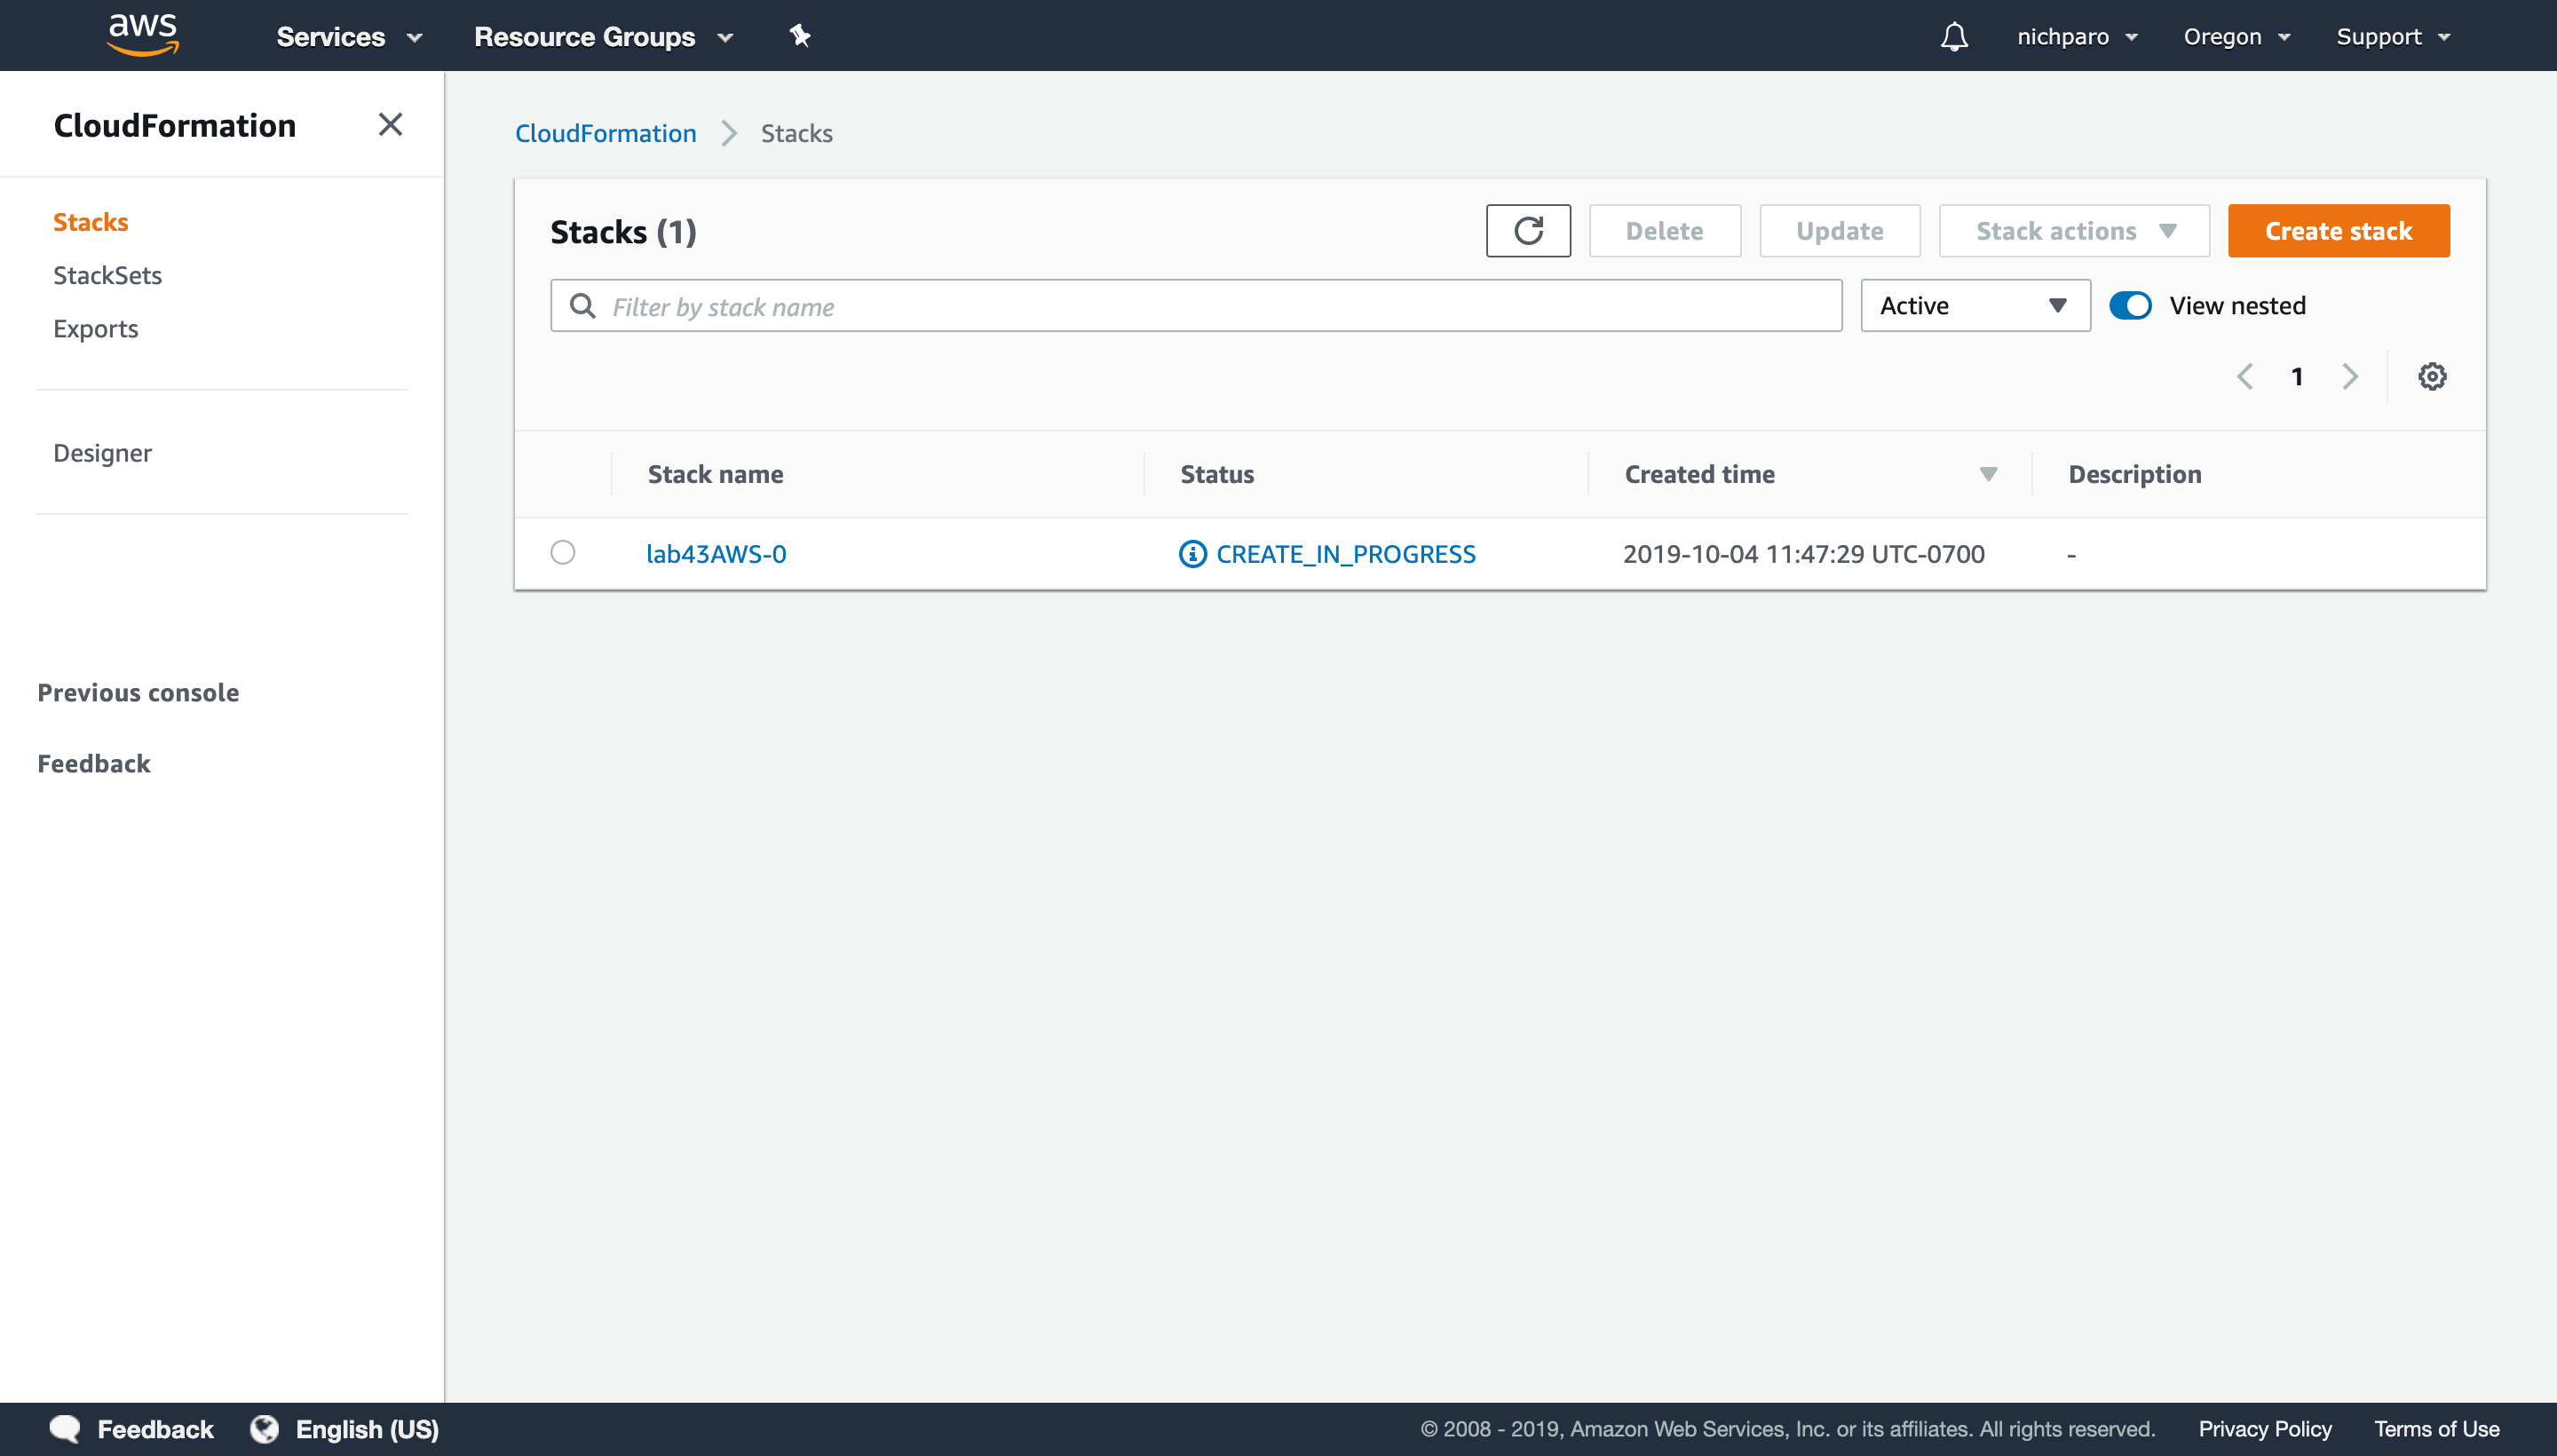 aws Services Resource Groups nichparo Oregon Support
CloudFormation
Stacks
StackSets
Exports
Designer
Previous console
Feedback
CloudFormation Stacks
Stacks (1) Delete Update Stack actions Create stack
Filter by stack name Active View nested
1
Stack name Status Created time Description
lab43AWS-0 CREATE_IN_PROGRESS 2019-10-04 11:47:29 UTC-0700 -
Feedback English (US) © 2008 - 2019, Amazon Web Services, Inc. or its affiliates. All rights reserved. Privacy Policy Terms of Use